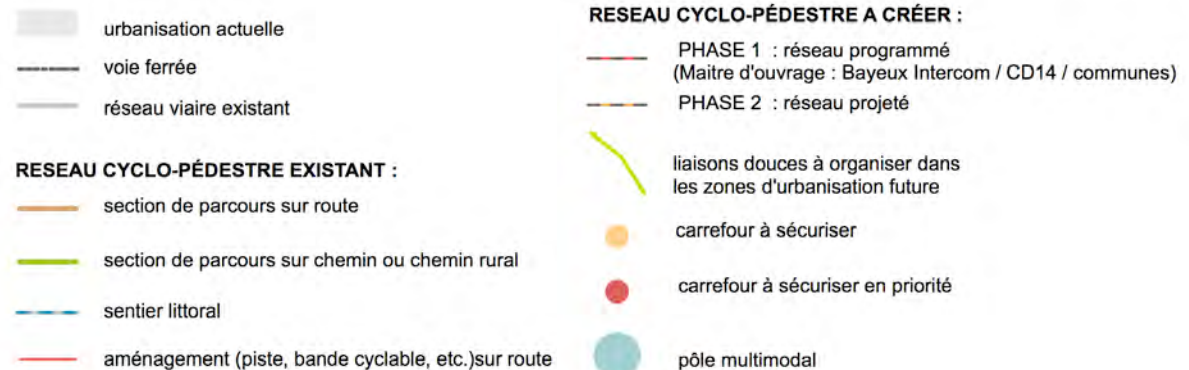 urbanisation actuelle
voie ferrée
réseau viaire existant
RESEAU CYCLO-PÉDESTRE EXISTANT :
section de parcours sur route
section de parcours sur chemin ou chemin rural
sentier littoral
aménagement (piste, bande cyclable, etc.)sur route
RESEAU CYCLO-PÉDESTRE A CRÉER :
PHASE 1 : réseau programmé
(Maitre d'ouvrage : Bayeux Intercom / CD14 / communes)
PHASE 2 : réseau projeté
liaisons douces à organiser dans
les zones d'urbanisation future
carrefour à sécuriser
carrefour à sécuriser en priorité
pôle multimodal